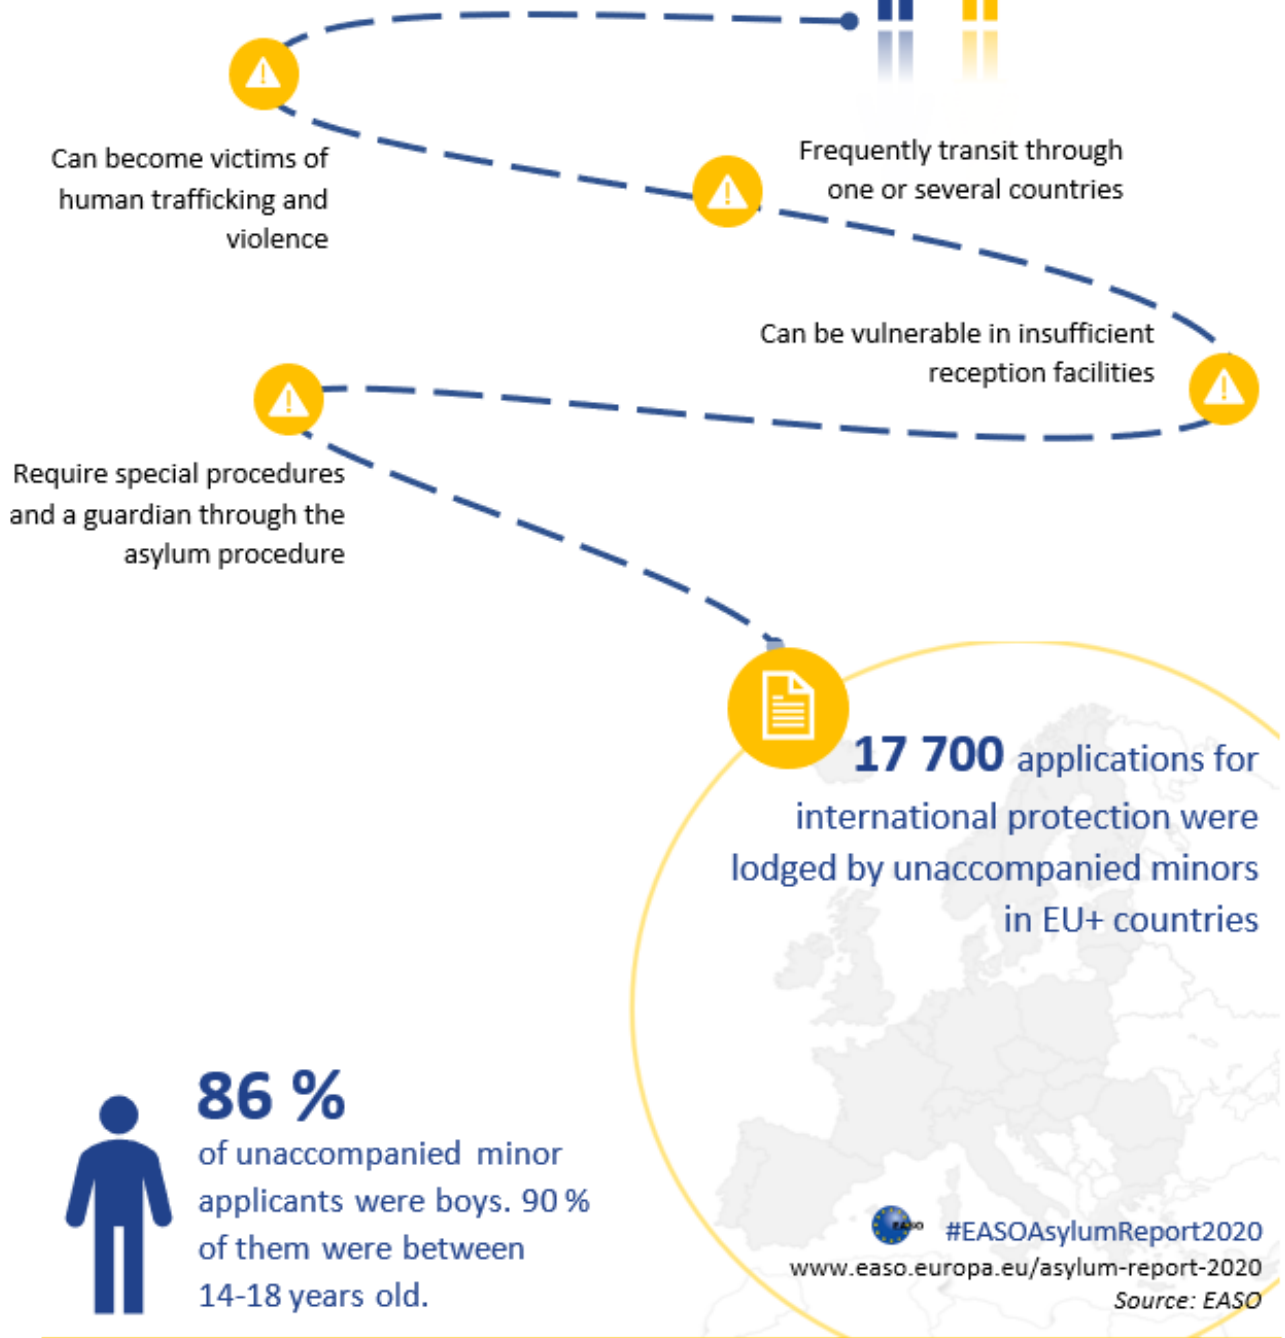 Can become victims of
human trafficking and
violence
Frequently transit through
one or several countries
Can be vulnerable in insufficient
reception facilities
Require special procedures
and a guardian through the
asylum procedure
17 700 applications for
international protection were
lodged by unaccompanied minors
in EU+ countries
86 %
of unaccompanied minor
applicants were boys. 90 %
of them were between
14-18 years old.
EASO
#EASOAsylumReport2020
www.easo.europa.eu/asylum-report-2020
Source: EASO